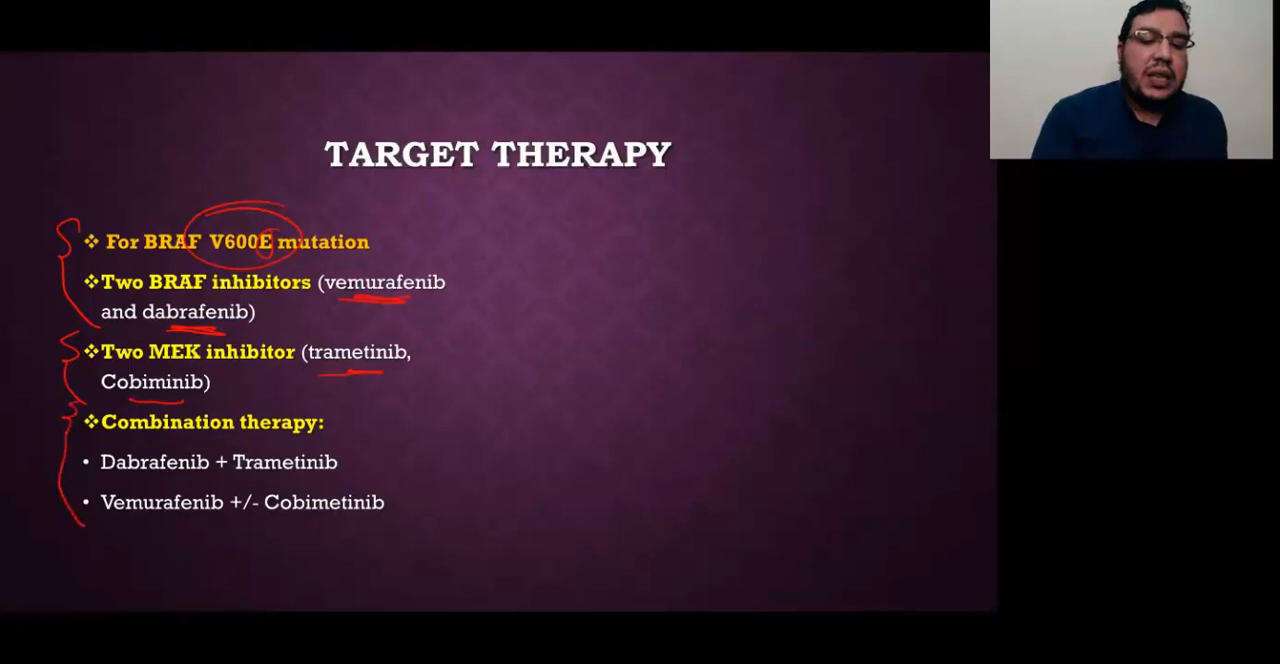 TARGET THERAPY
❖ For BRAF V600E mutation
❖Two BRAF inhibitors (vemurafenib
and dabrafenib)
❖Two MEK inhibitor (trametinib,
Cobiminib)
❖Combination therapy:
• Dabrafenib + Trametinib
• Vemurafenib +/- Cobimetinib